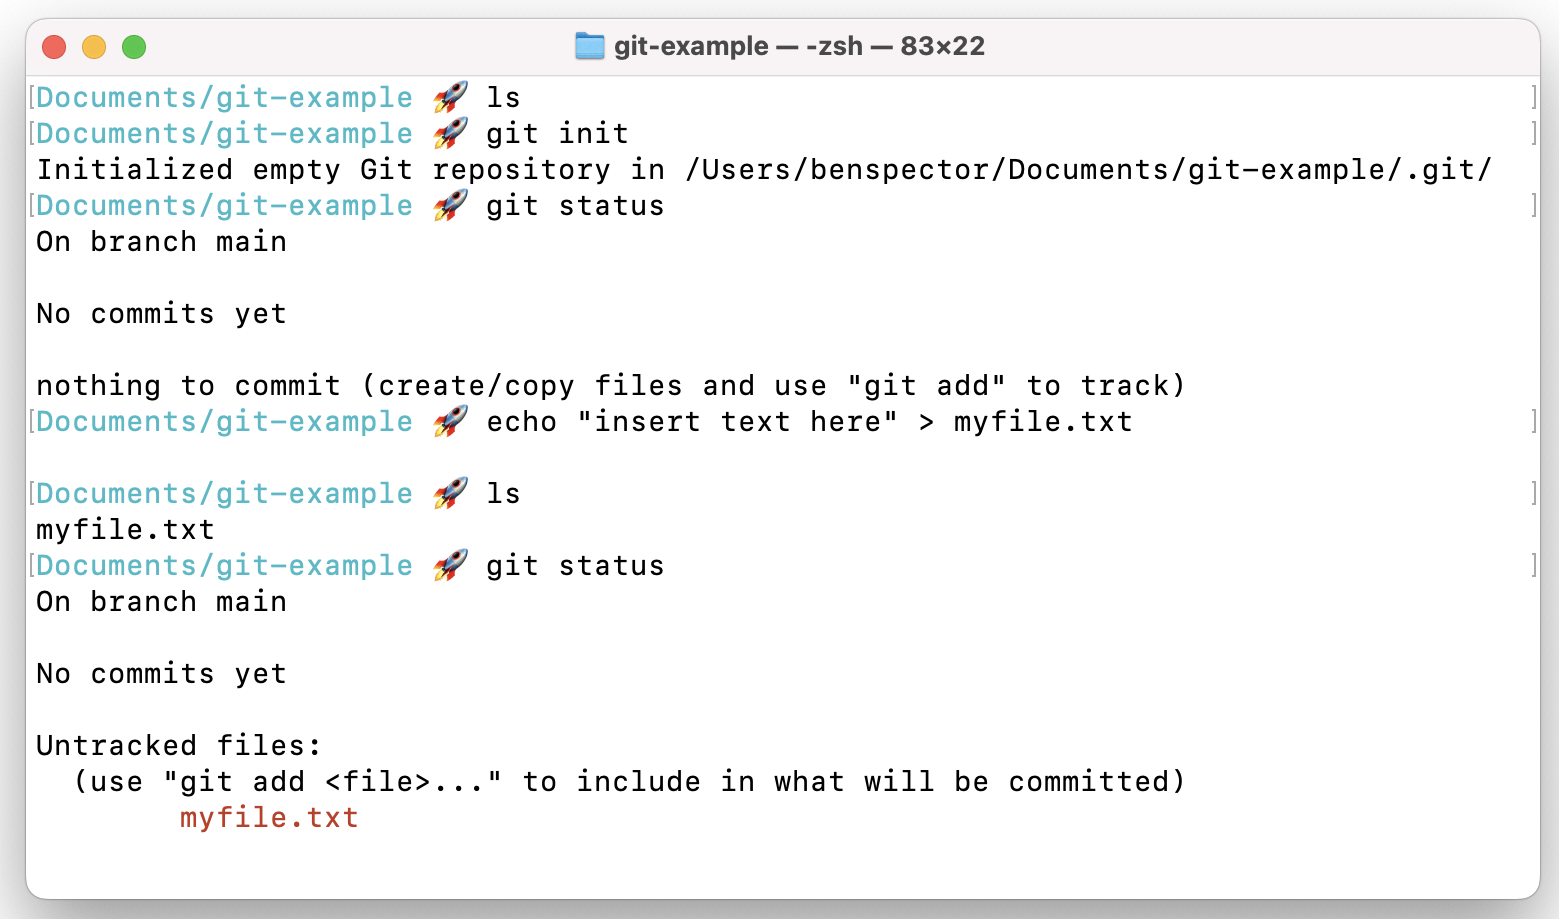 git-example — -zsh — 83×22
[Documents/git-example 🚀 ls ]
[Documents/git-example 🚀 git init ]
Initialized empty Git repository in /Users/benspector/Documents/git-example/.git/
[Documents/git-example 🚀 git status ]
On branch main
No commits yet
nothing to commit (create/copy files and use "git add" to track)
[Documents/git-example 🚀 echo "insert text here" > myfile.txt ]
[Documents/git-example 🚀 ls ]
myfile.txt
[Documents/git-example 🚀 git status ]
On branch main
No commits yet
Untracked files:
  (use "git add <file>..." to include in what will be committed)
        myfile.txt